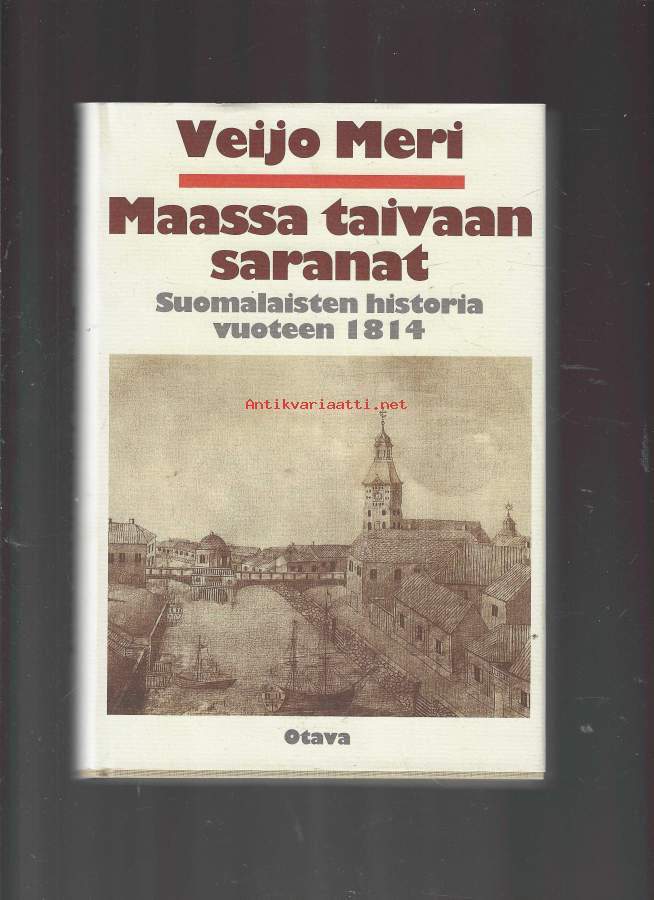 Veijo Meri
Maassa taivaan
saranat
Suomalaisten historia
vuoteen 1814
Antikvariaatti.net
Otava